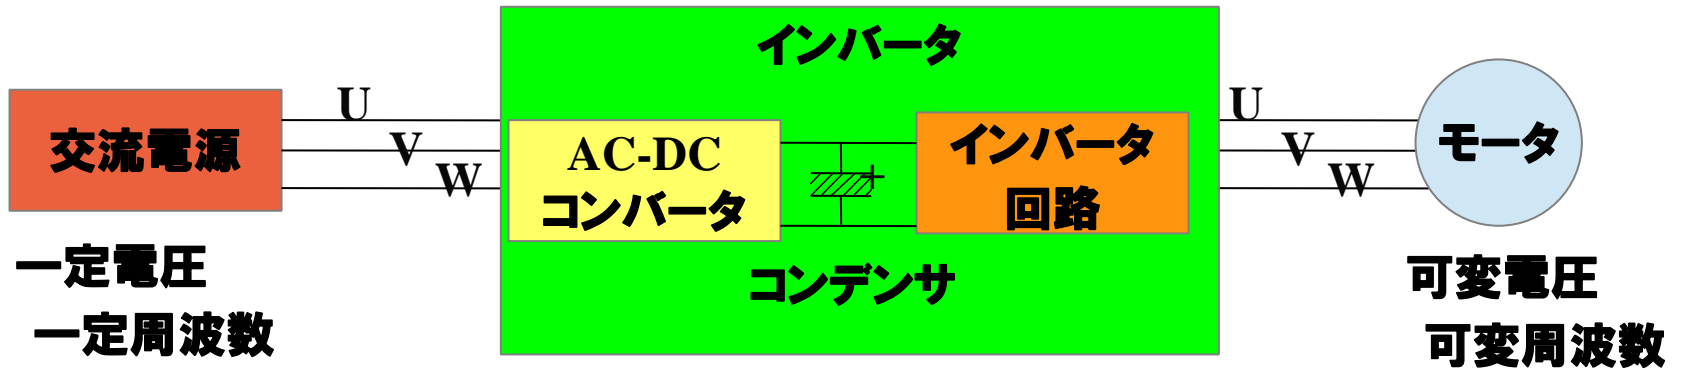 インバータ
交流電源
U
V
W
AC-DC
コンバータ
+
インバータ
回路
コンデンサ
U
V
W
モータ
一定電圧
一定周波数
可変電圧
可変周波数